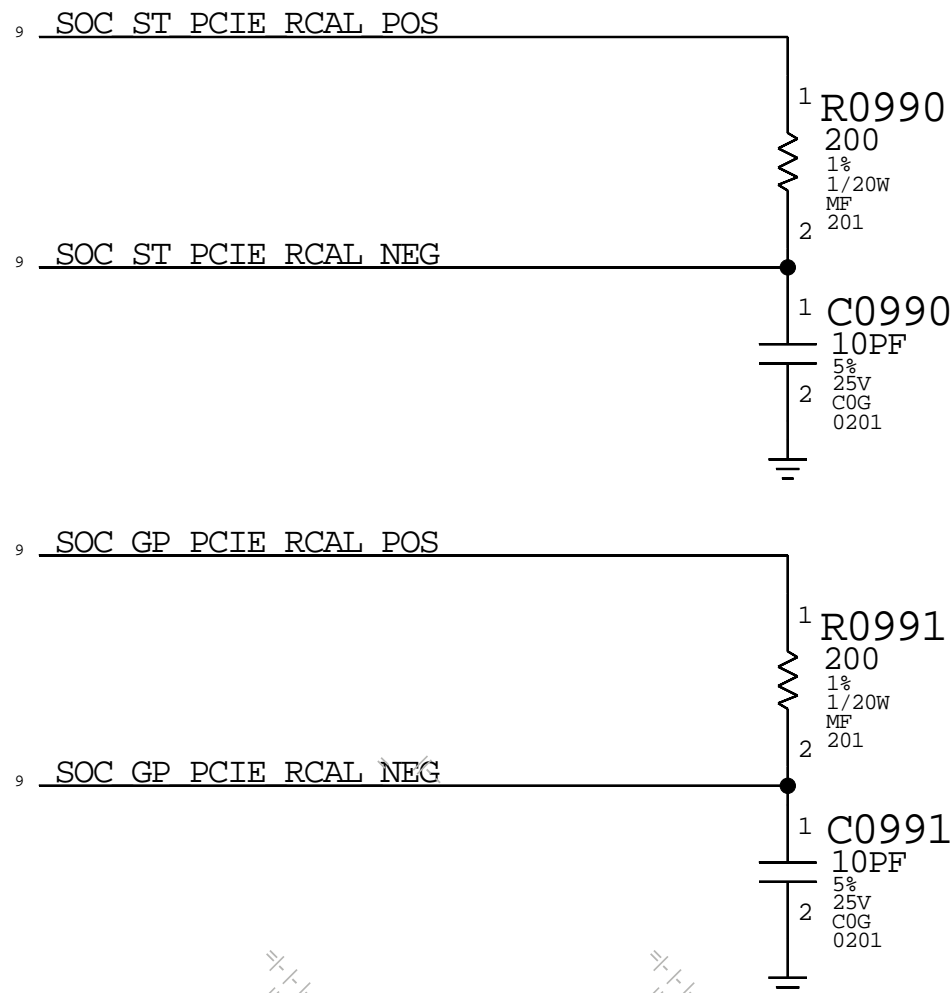 9 SOC_ST_PCIE_RCAL_POS
1 R0990
200
1%
1/20W
MF
201
2
9 SOC_ST_PCIE_RCAL_NEG
1 C0990
10PF
5%
25V
C0G
0201
2
9 SOC_GP_PCIE_RCAL_POS
1 R0991
200
1%
1/20W
MF
201
2
9 SOC_GP_PCIE_RCAL_NEG
1 C0991
10PF
5%
25V
C0G
0201
2